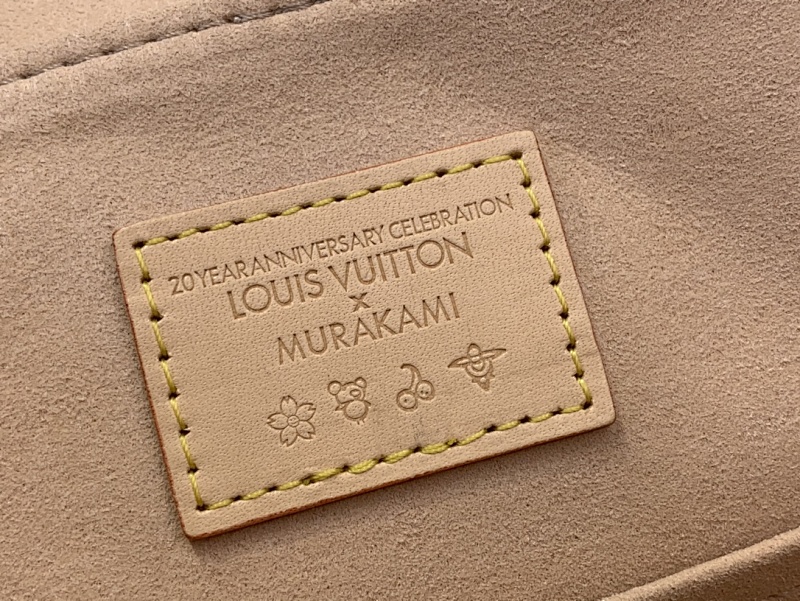 20 YEAR ANNIVERSARY CELEBRATION
LOUIS VUITTON
X
MURAKAMI